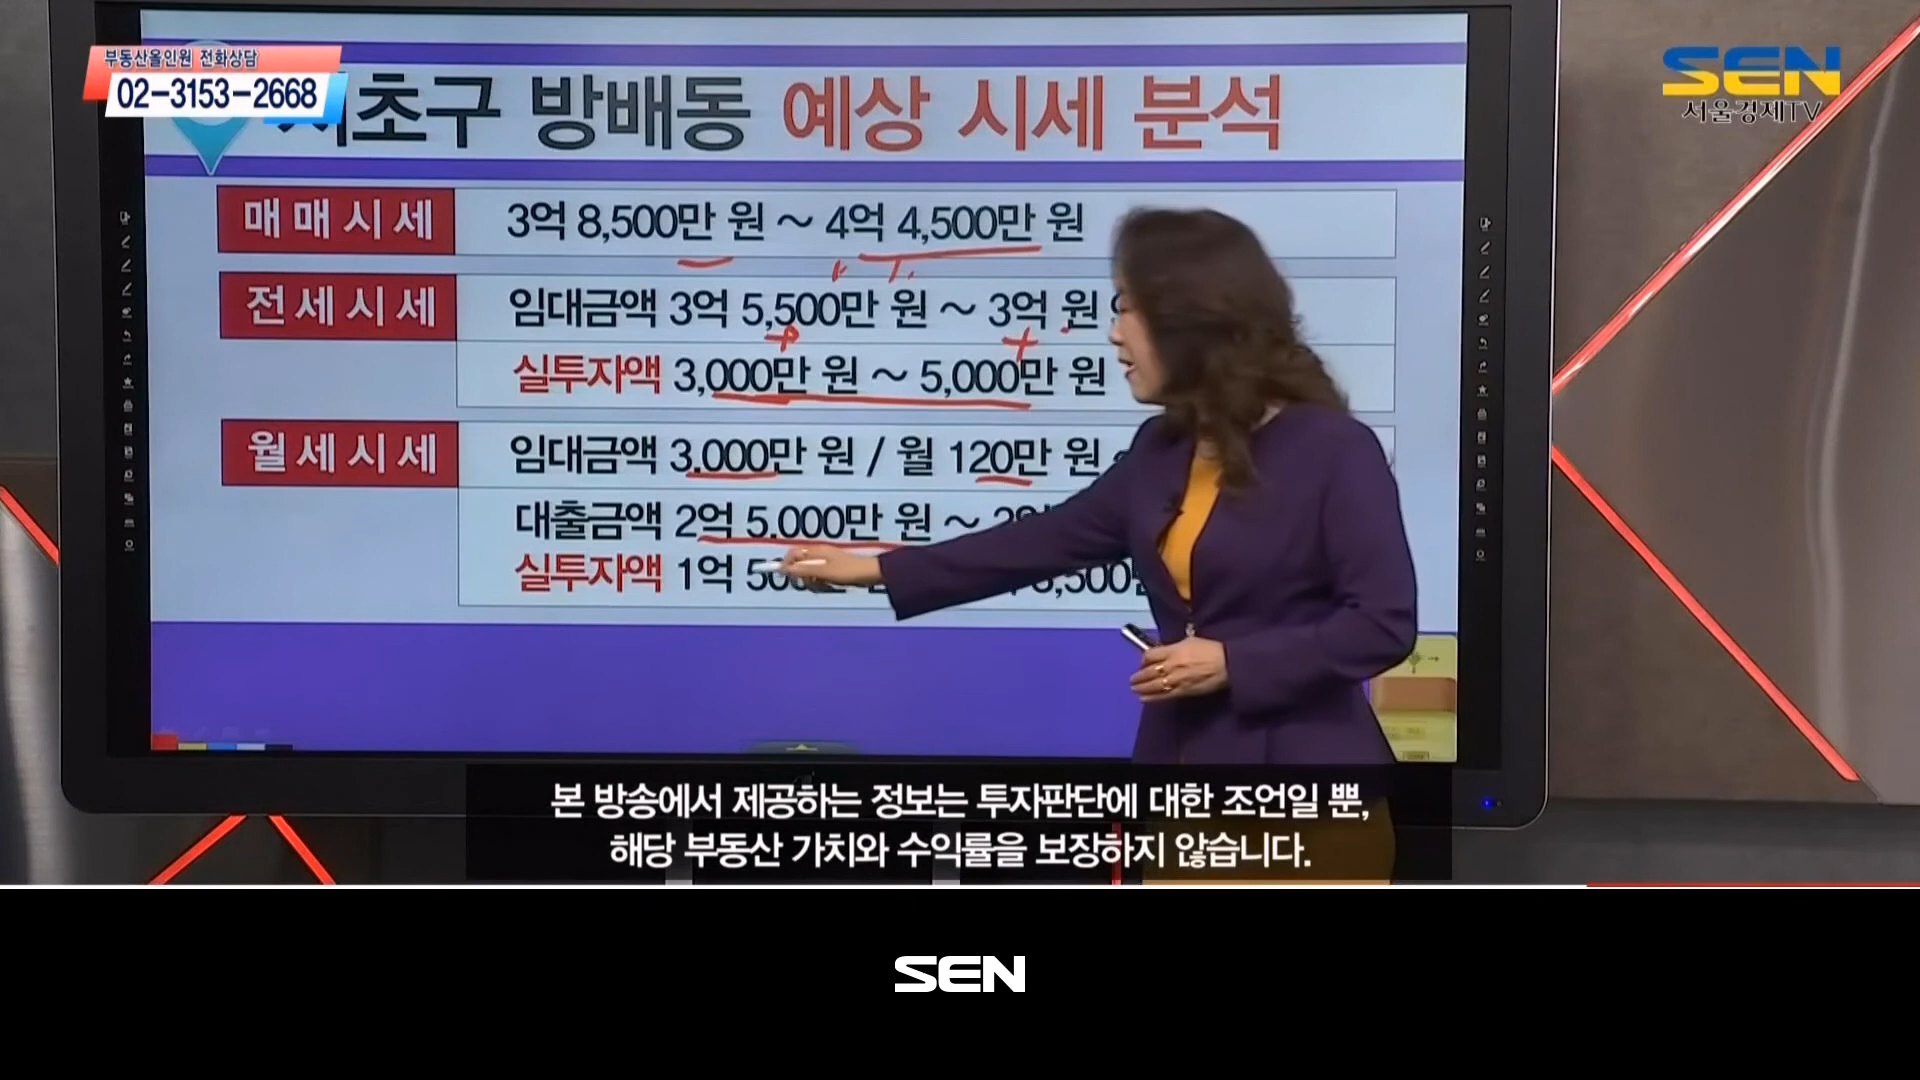 부동산올인원 전화상담
02-3153-2668
SEN
서울경제TV
서초구 방배동 예상 시세 분석
매매시세 3억 8,500만 원 ~ 4억 4,500만 원
전세시세 임대금액 3억 5,500만 원 ~ 3억 원
실투자액 3,000만 원 ~ 5,000만 원
월세시세 임대금액 3,000만 원 / 월 120만 원
대출금액 2억 5,000만 원 ~
실투자액 1억
본 방송에서 제공하는 정보는 투자판단에 대한 조언일 뿐,
해당 부동산 가치와 수익률을 보장하지 않습니다.
SEN